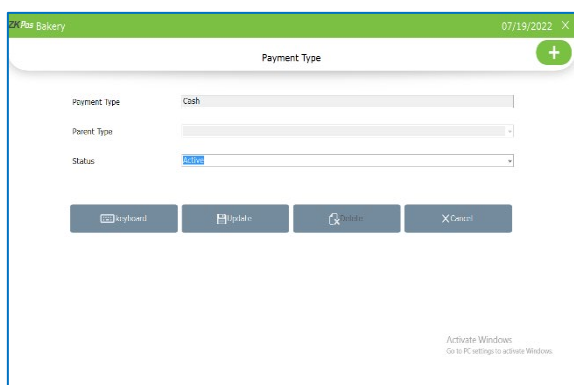 ZKPos Bakery 07/19/2022 X
Payment Type
+
Payment Type Cash
Parent Type
Status Active
keyboard Update Delete Cancel
Activate Windows
Go to PC settings to activate Windows.